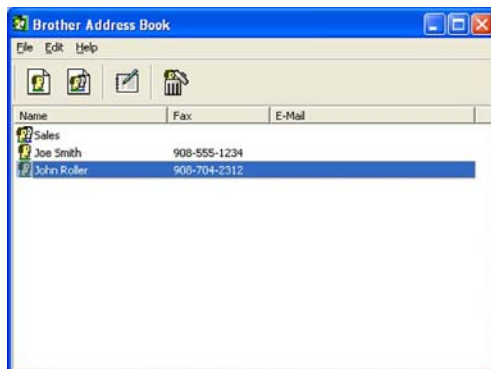 Brother Address Book
File Edit Help
Name Fax E-Mail
Sales
Joe Smith 908-555-1234
John Roller 908-704-2312